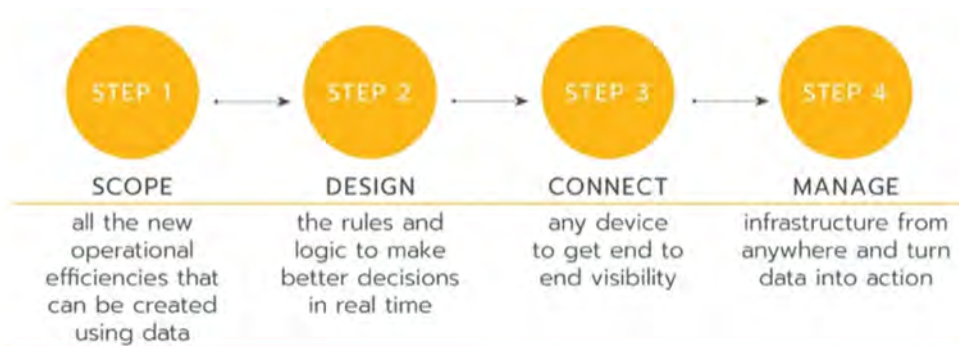 STEP 1
STEP 2
STEP 3
STEP 4
SCOPE
all the new
operational
efficiencies that
can be created
using data
DESIGN
the rules and
logic to make
better decisions
in real time
CONNECT
any device
to get end to
end visibility
MANAGE
infrastructure from
anywhere and turn
data into action